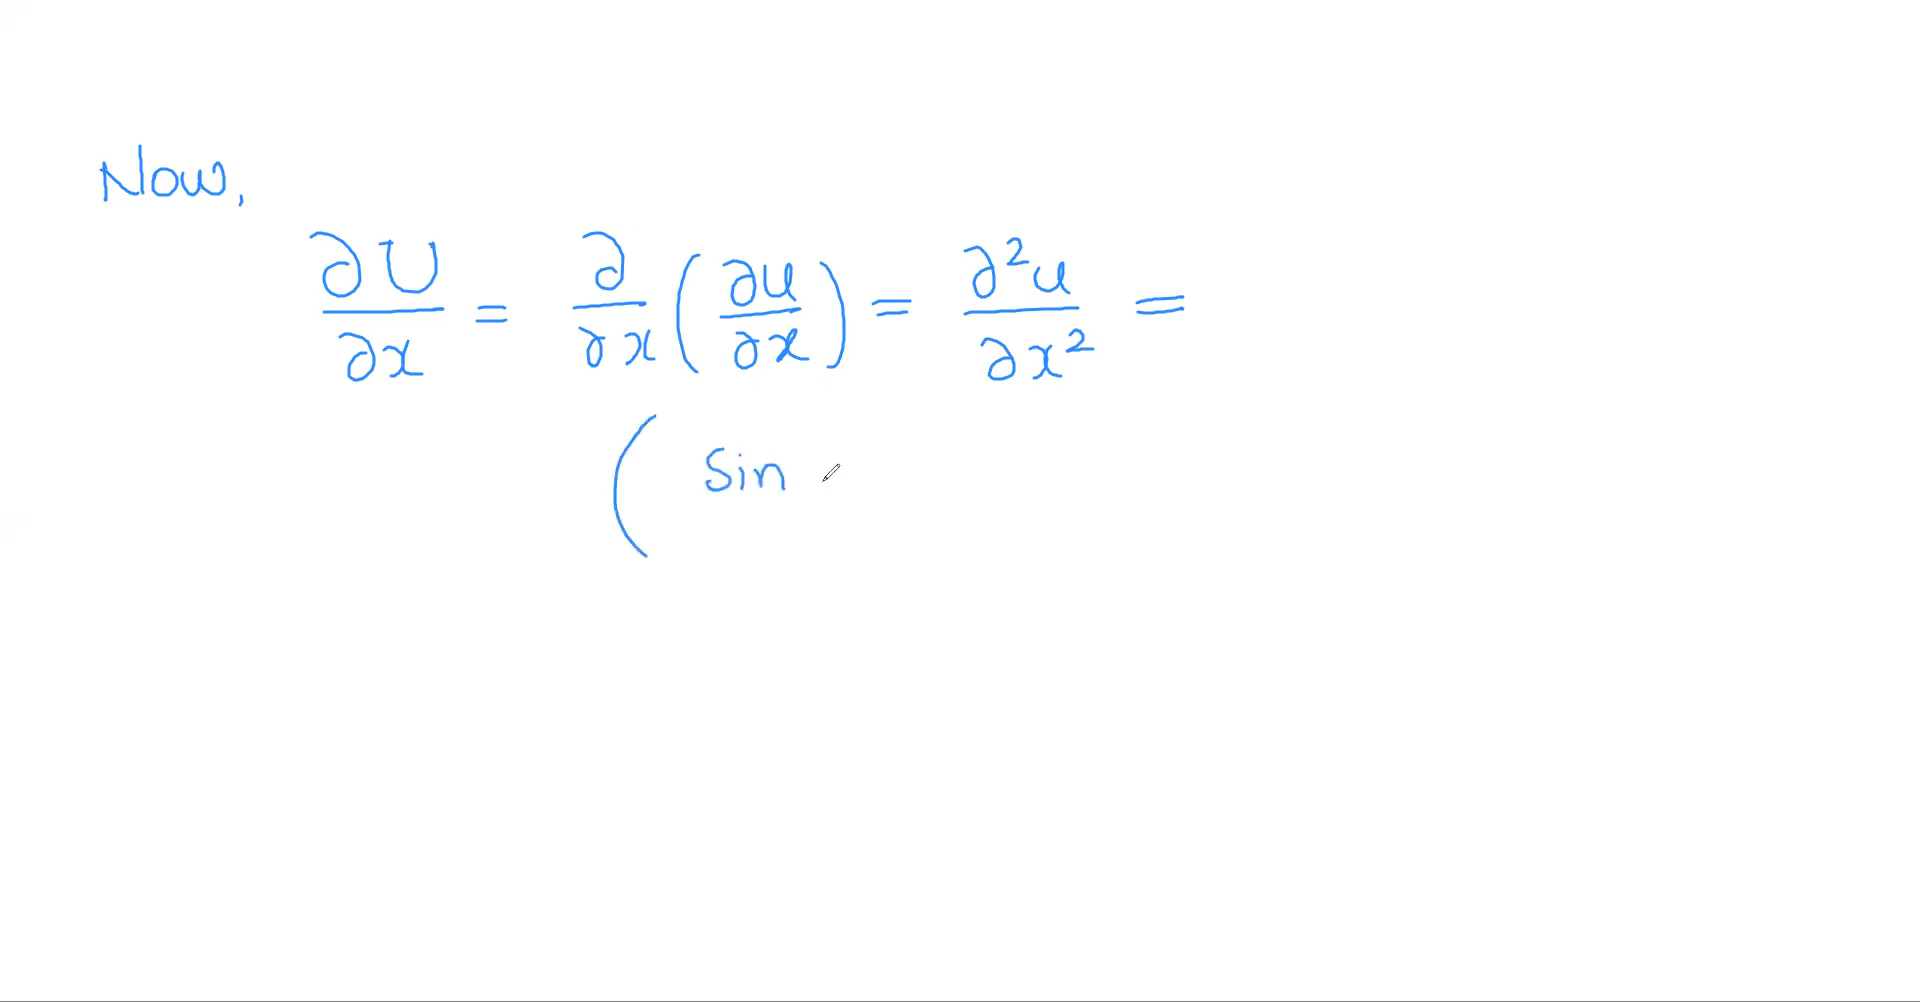 Now,
∂U/∂x = ∂/∂x (∂u/∂x) = ∂²u/∂x² =
( Sin